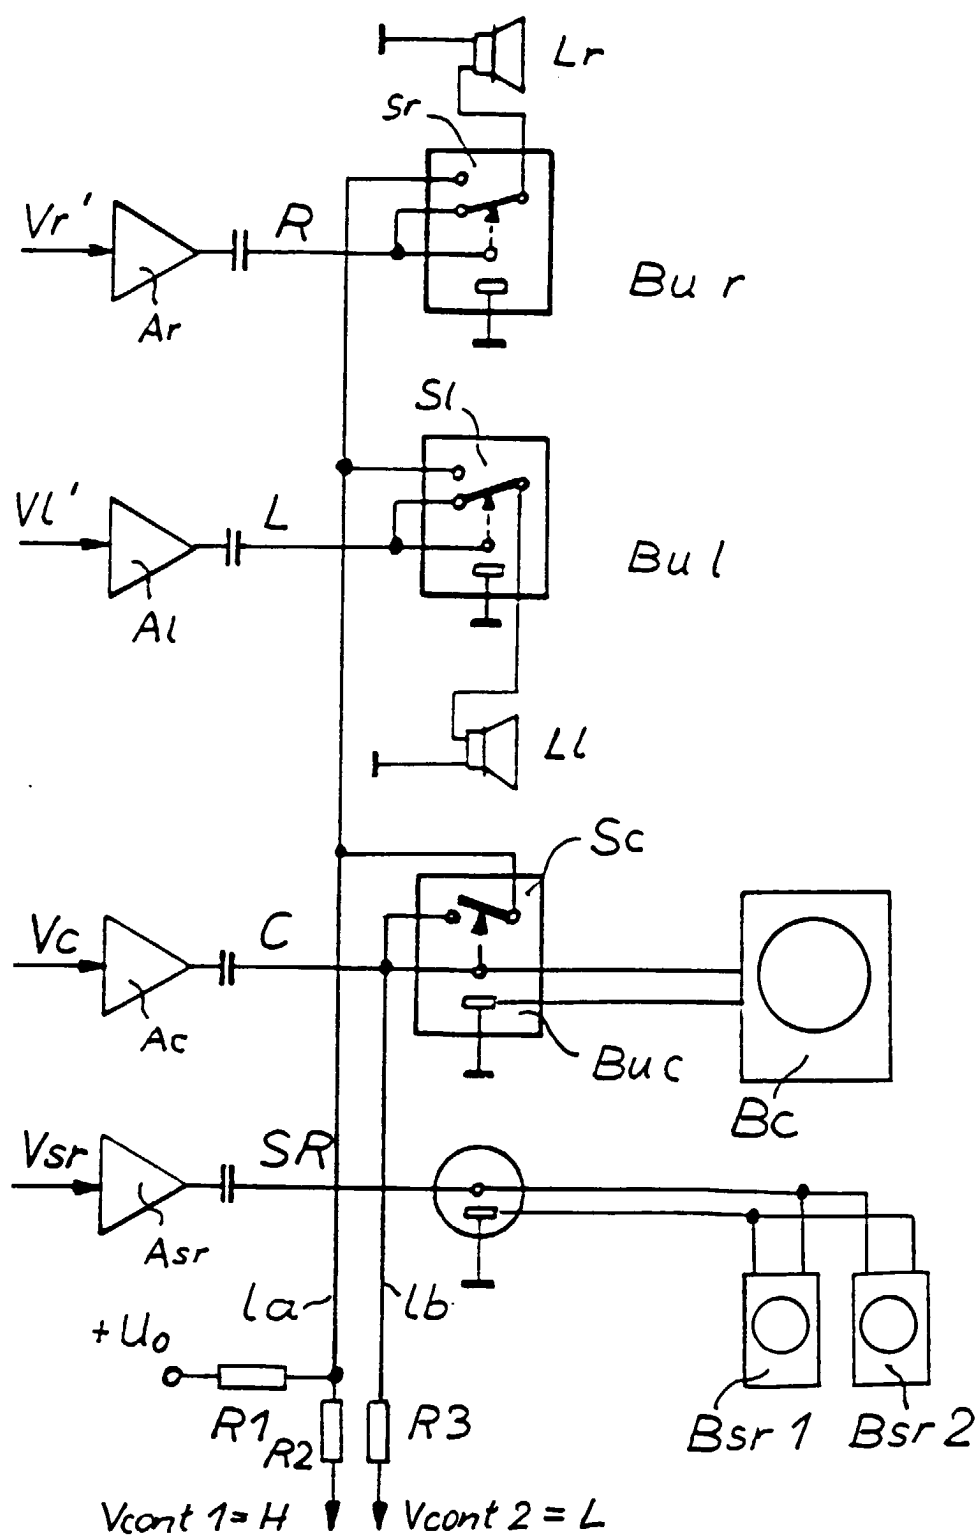 Lr
Sr
Vr'
R
Ar
Bu r
Sl
Vl'
L
Al
Bu l
Ll
Sc
Vc
C
Ac
Bu c
Bc
Vsr
SR
Asr
la
lb
+U0
R1
R2
R3
Bsr 1
Bsr 2
Vcont 1 = H
Vcont 2 = L